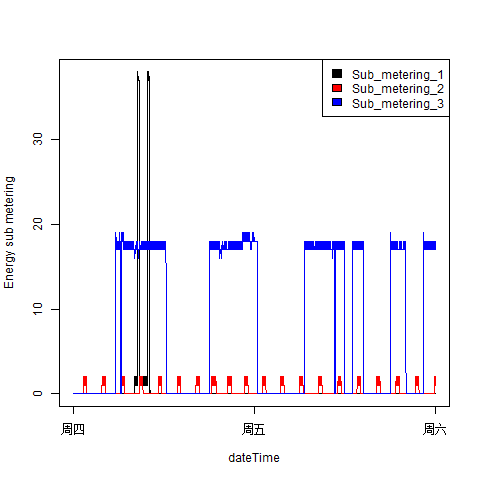 Sub_metering_1
Sub_metering_2
Sub_metering_3
Energy sub metering
30
20
10
0
周四 周五 周六
dateTime